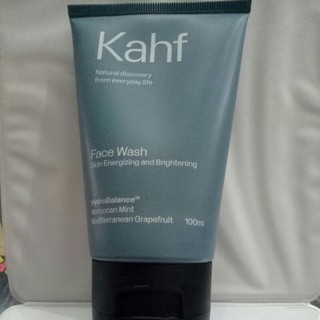 Kahf
Natural discovery
from everyday life
Face Wash
Skin Energizing and Brightening
HydroBalance™
Moroccan Mint
Mediterranean Grapefruit
100ml